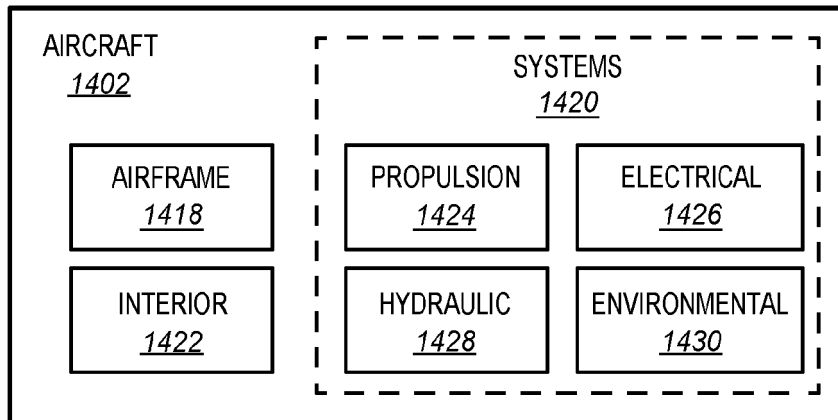 AIRCRAFT
1402
SYSTEMS
1420
AIRFRAME
1418
PROPULSION
1424
ELECTRICAL
1426
INTERIOR
1422
HYDRAULIC
1428
ENVIRONMENTAL
1430